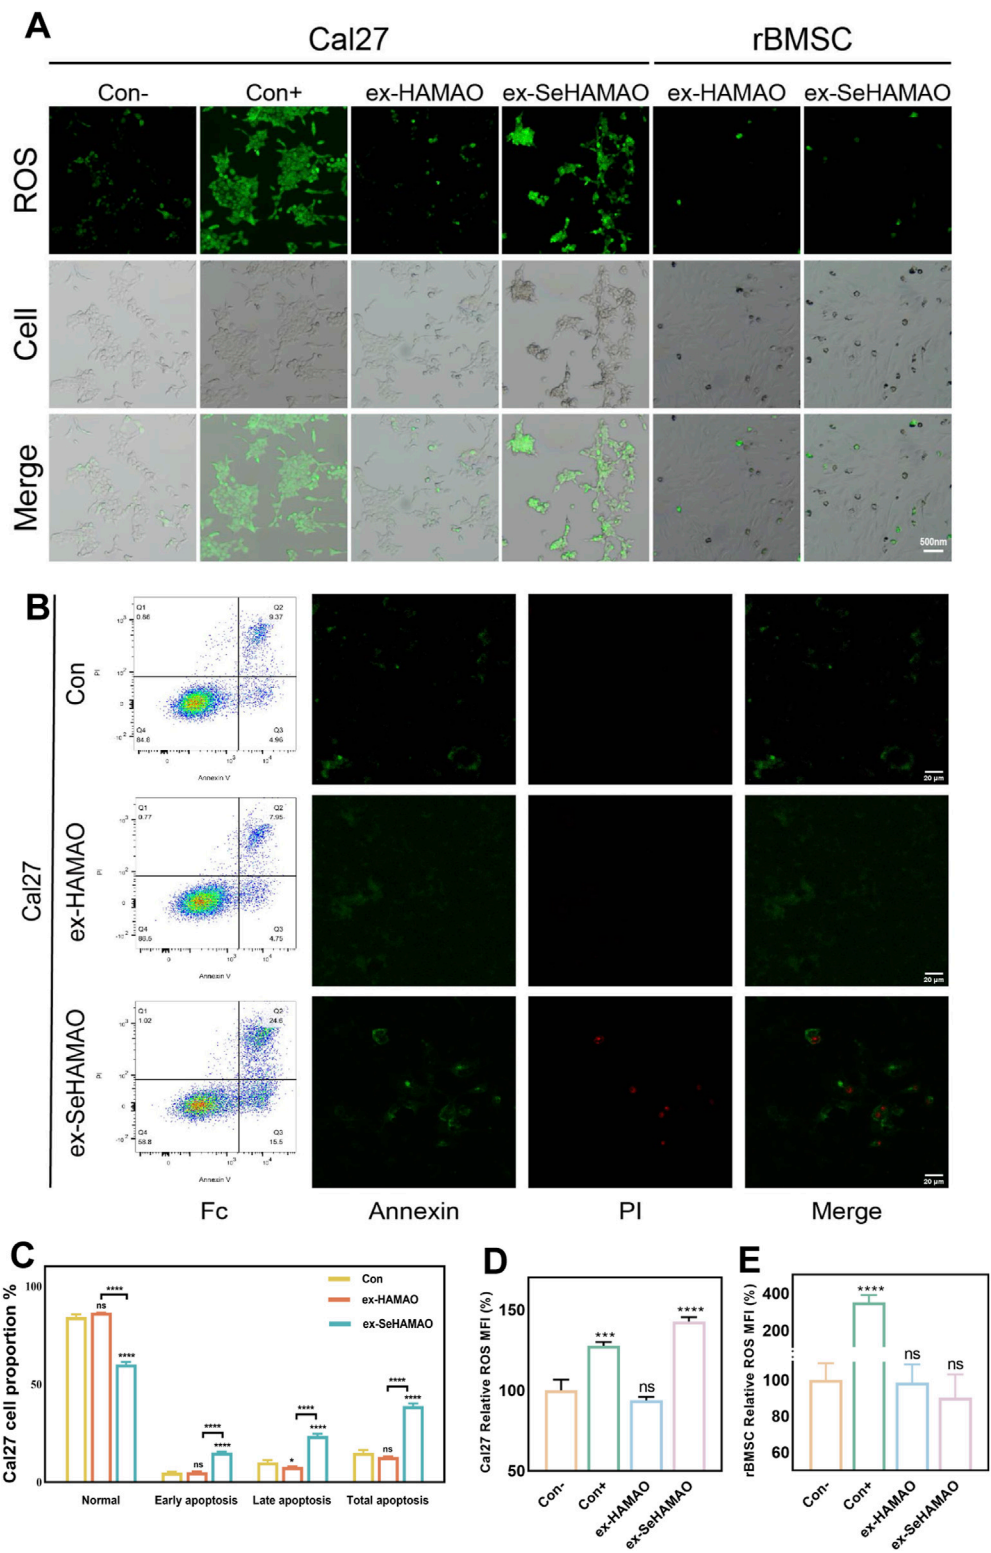 A
Cal27 rBMSC
Con- Con+ ex-HAMAO ex-SeHAMAO ex-HAMAO ex-SeHAMAO
ROS
Cell
Merge
500nm
B
Cal27
Con
Q1
0.86
Q2
9.37
Q4
84.8
Q3
4.96
PI
Annexin V
20 μm
ex-HAMAO
Q1
0.77
Q2
7.95
Q4
86.5
Q3
4.75
PI
Annexin V
20 μm
ex-SeHAMAO
Q1
1.02
Q2
24.6
Q4
58.8
Q3
15.5
PI
Annexin V
20 μm
Fc Annexin PI Merge
C
Cal27 cell proportion %
100
50
0
Con
ex-HAMAO
ex-SeHAMAO
ns **** ****
ns **** ****
* **** ****
ns **** ****
Normal Early apoptosis Late apoptosis Total apoptosis
D
Cal27 Relative ROS MFI (%)
150
100
50
*** ns ****
Con- Con+ ex-HAMAO ex-SeHAMAO
E
rBMSC Relative ROS MFI (%)
400
200
100
80
60
**** ns ns
Con- Con+ ex-HAMAO ex-SeHAMAO